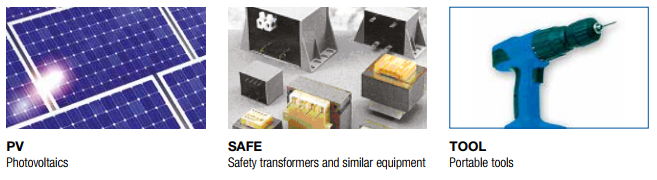 PV
Photovoltaics
SAFE
Safety transformers and similar equipment
TOOL
Portable tools